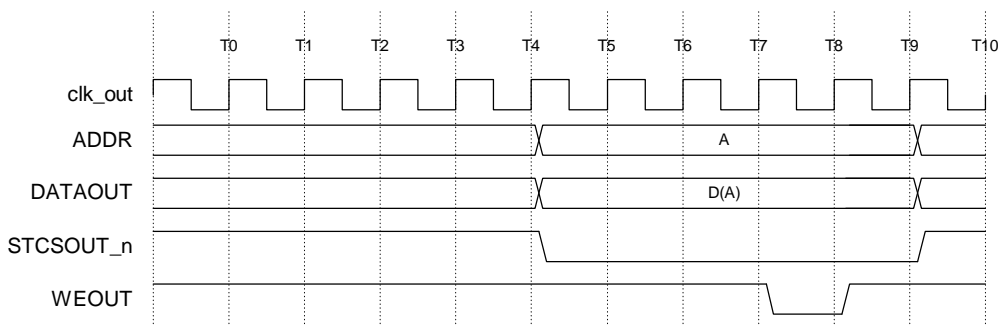 T0 T1 T2 T3 T4 T5 T6 T7 T8 T9 T10
clk_out
ADDR A
DATAOUT D(A)
STCSOUT_n
WEOUT